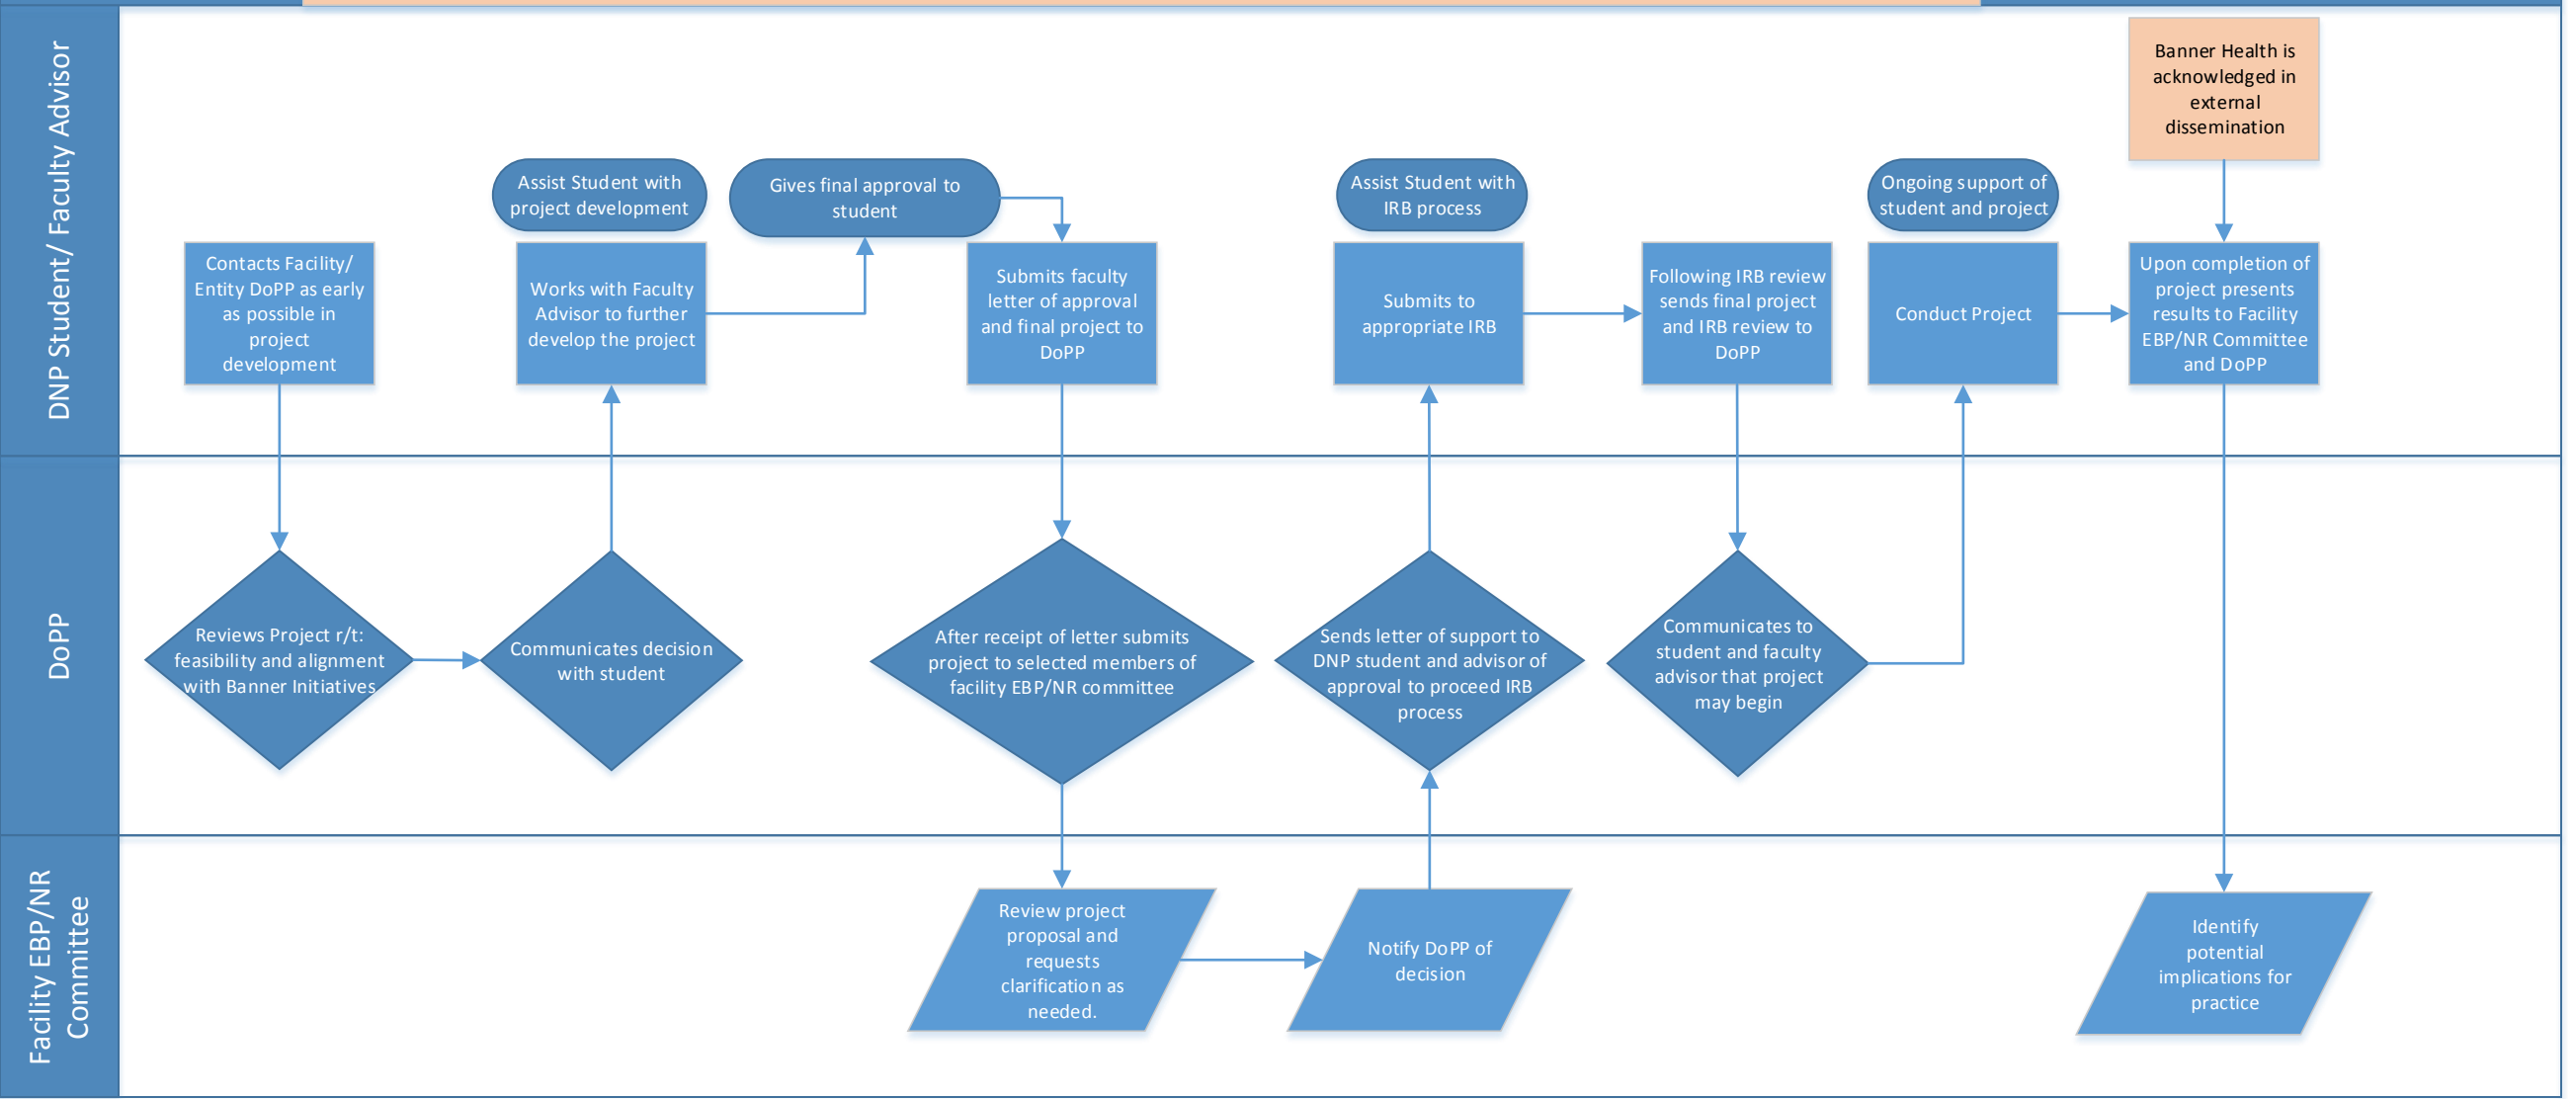 DNP Student/ Faculty Advisor
Banner Health is
acknowledged in
external
dissemination
Assist Student with
project development
Gives final approval to
student
Assist Student with
IRB process
Ongoing support of
student and project
Contacts Facility/
Entity DoPP as early
as possible in
project
development
Works with Faculty
Advisor to further
develop the project
Submits faculty
letter of approval
and final project to
DoPP
Submits to
appropriate IRB
Following IRB review
sends final project
and IRB review to
DoPP
Conduct Project
Upon completion of
project presents
results to Facility
EBP/NR Committee
and DoPP
DoPP
Reviews Project r/t:
feasibility and alignment
with Banner Initiatives
Communicates decision
with student
After receipt of letter submits
project to selected members of
facility EBP/NR committee
Sends letter of support to
DNP student and advisor of
approval to proceed IRB
process
Communicates to
student and faculty
advisor that project
may begin
Facility EBP/NR
Committee
Review project
proposal and
requests
clarification as
needed.
Notify DoPP of
decision
Identify
potential
implications for
practice